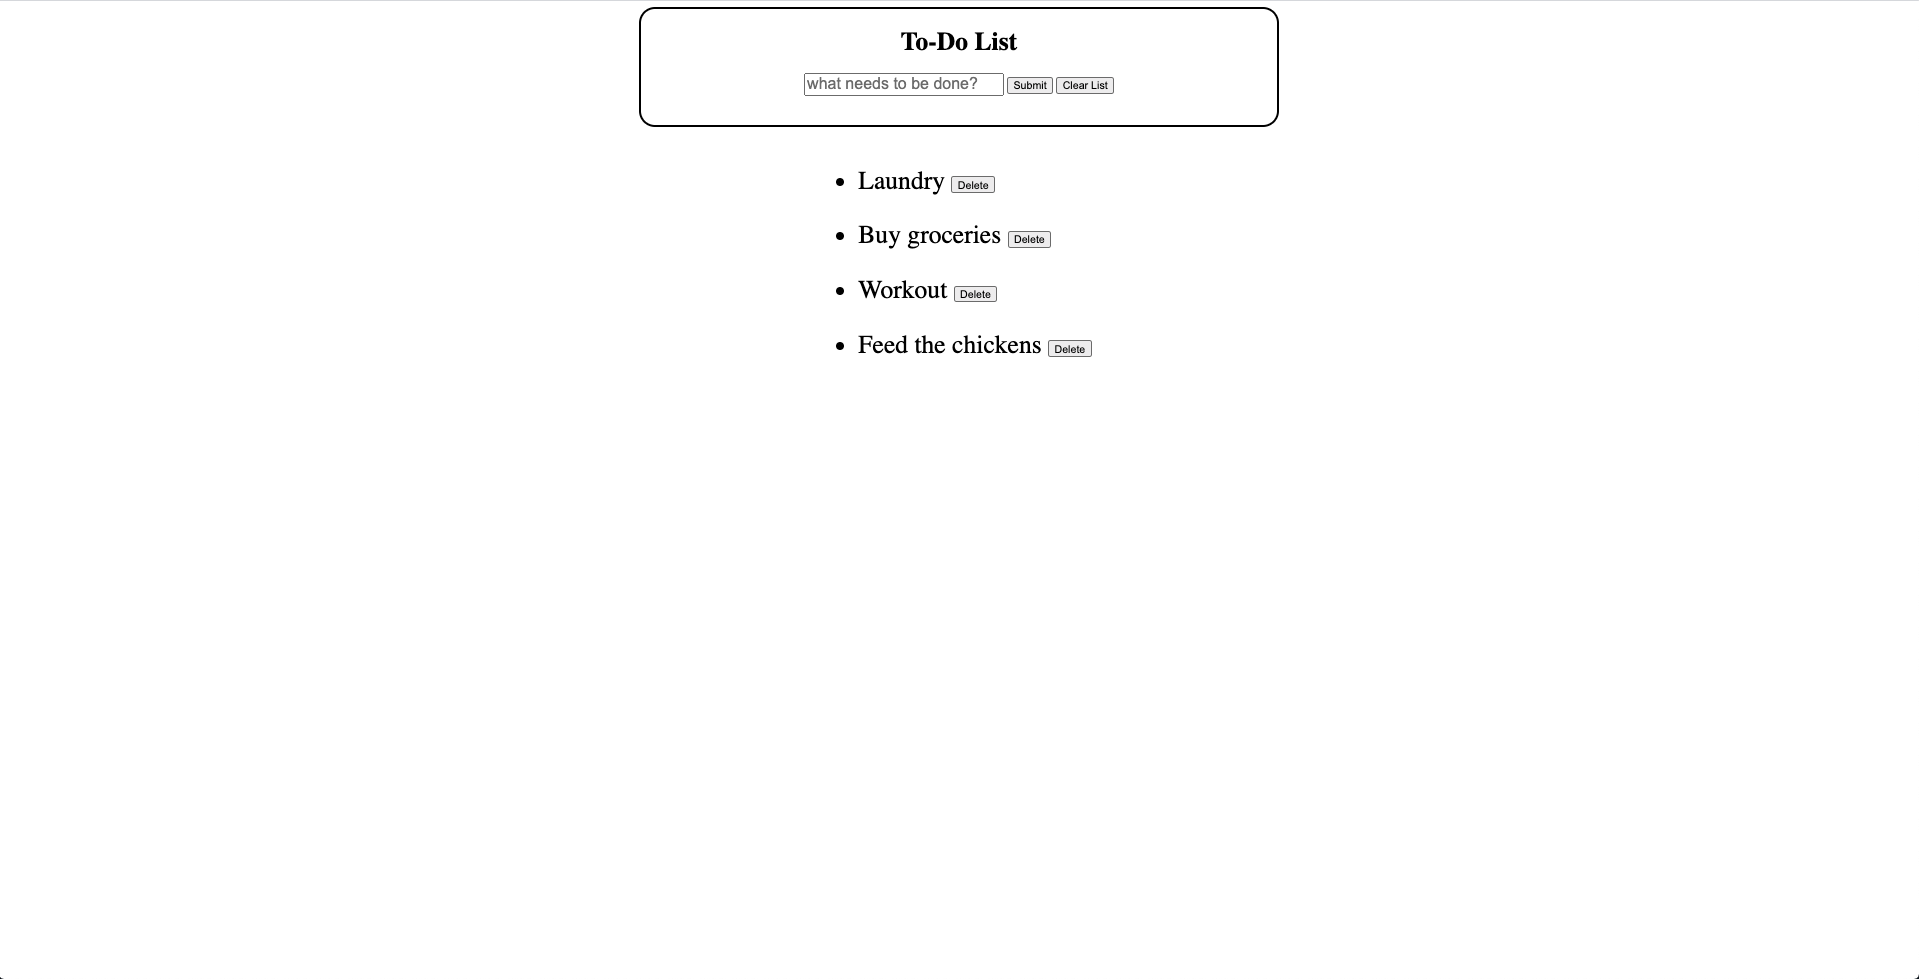 To-Do List
what needs to be done? Submit Clear List
Laundry Delete
Buy groceries Delete
Workout Delete
Feed the chickens Delete